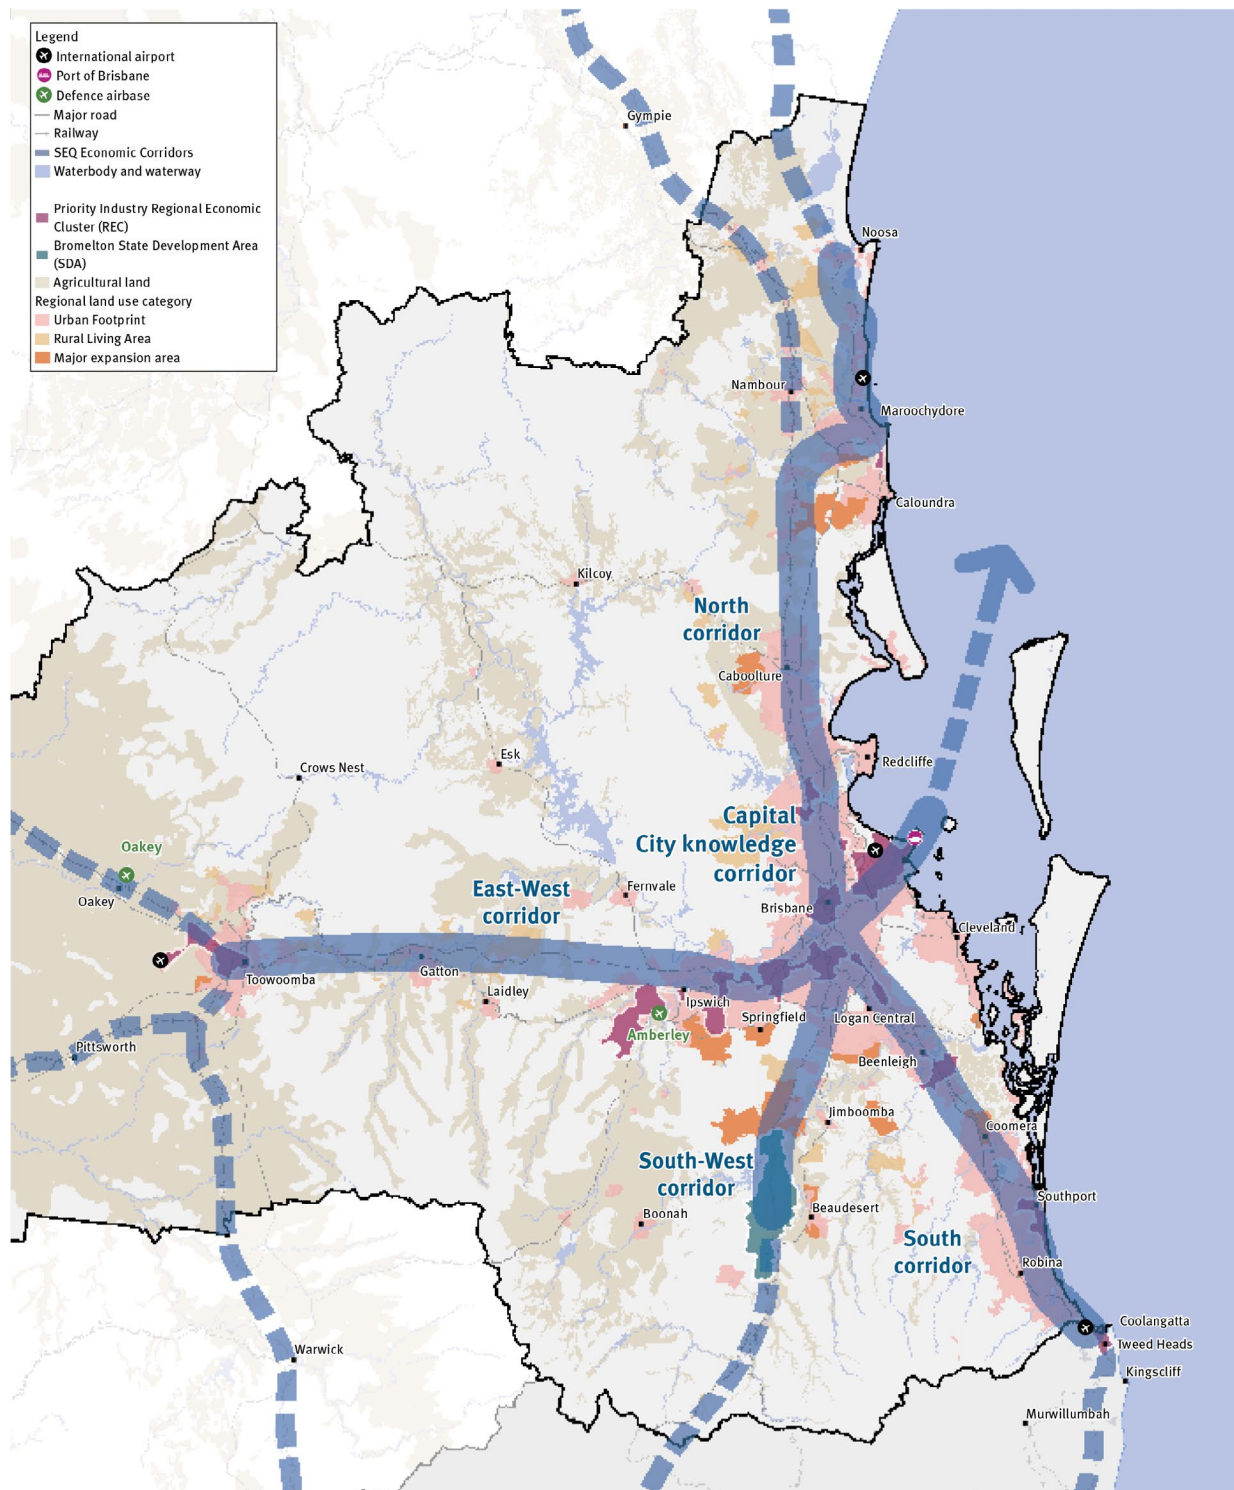 Legend
International airport
Port of Brisbane
Defence airbase
Major road
Railway
SEQ Economic Corridors
Waterbody and waterway
Priority Industry Regional Economic
Cluster (REC)
Bromelton State Development Area
(SDA)
Agricultural land
Regional land use category
Urban Footprint
Rural Living Area
Major expansion area
Gympie
Noosa
Nambour
Maroochydore
Caloundra
Kilcoy
North
corridor
Caboolture
Esk
Crows Nest
Redcliffe
Capital
City knowledge
corridor
Oakey
Oakey
East-West
corridor
Fernvale
Brisbane
Cleveland
Toowoomba
Gatton
Laidley
Ipswich
Springfield
Amberley
Logan Central
Pittsworth
Beenleigh
Jimboomba
Coomera
South-West
corridor
Southport
Boonah
Beaudesert
South
corridor
Robina
Coolangatta
Tweed Heads
Warwick
Kingscliff
Murwillumbah